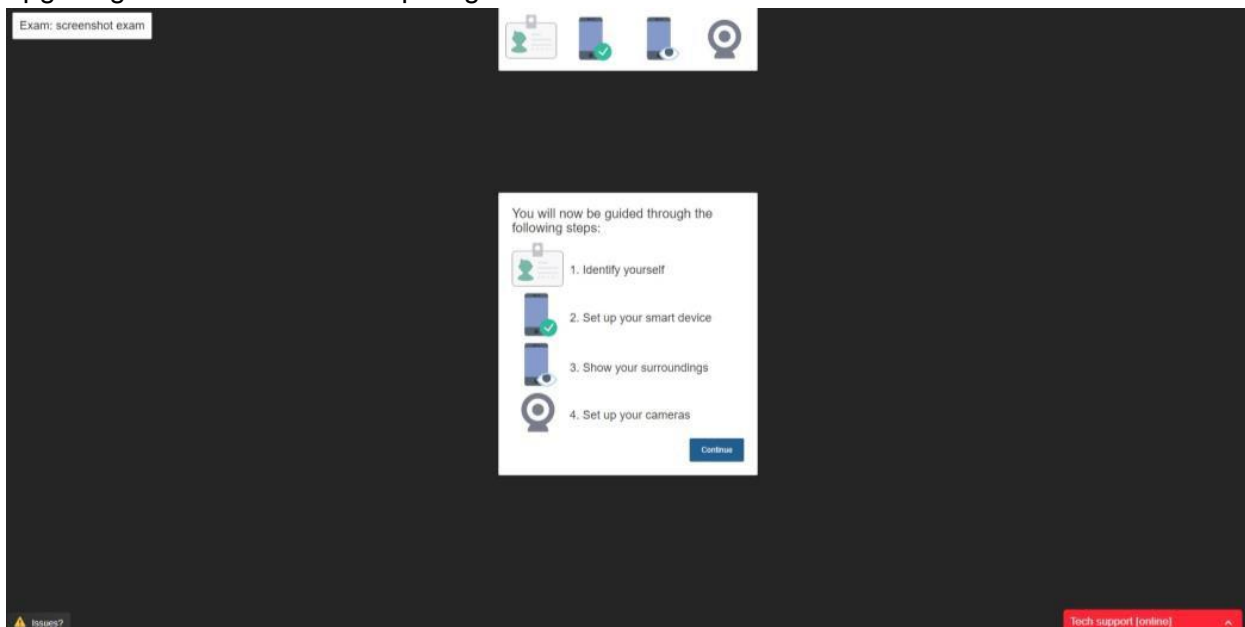 Exam: screenshot exam
You will now be guided through the
following steps:
1. Identify yourself
2. Set up your smart device
3. Show your surroundings
4. Set up your cameras
Continue
Issues?
Tech support [online]